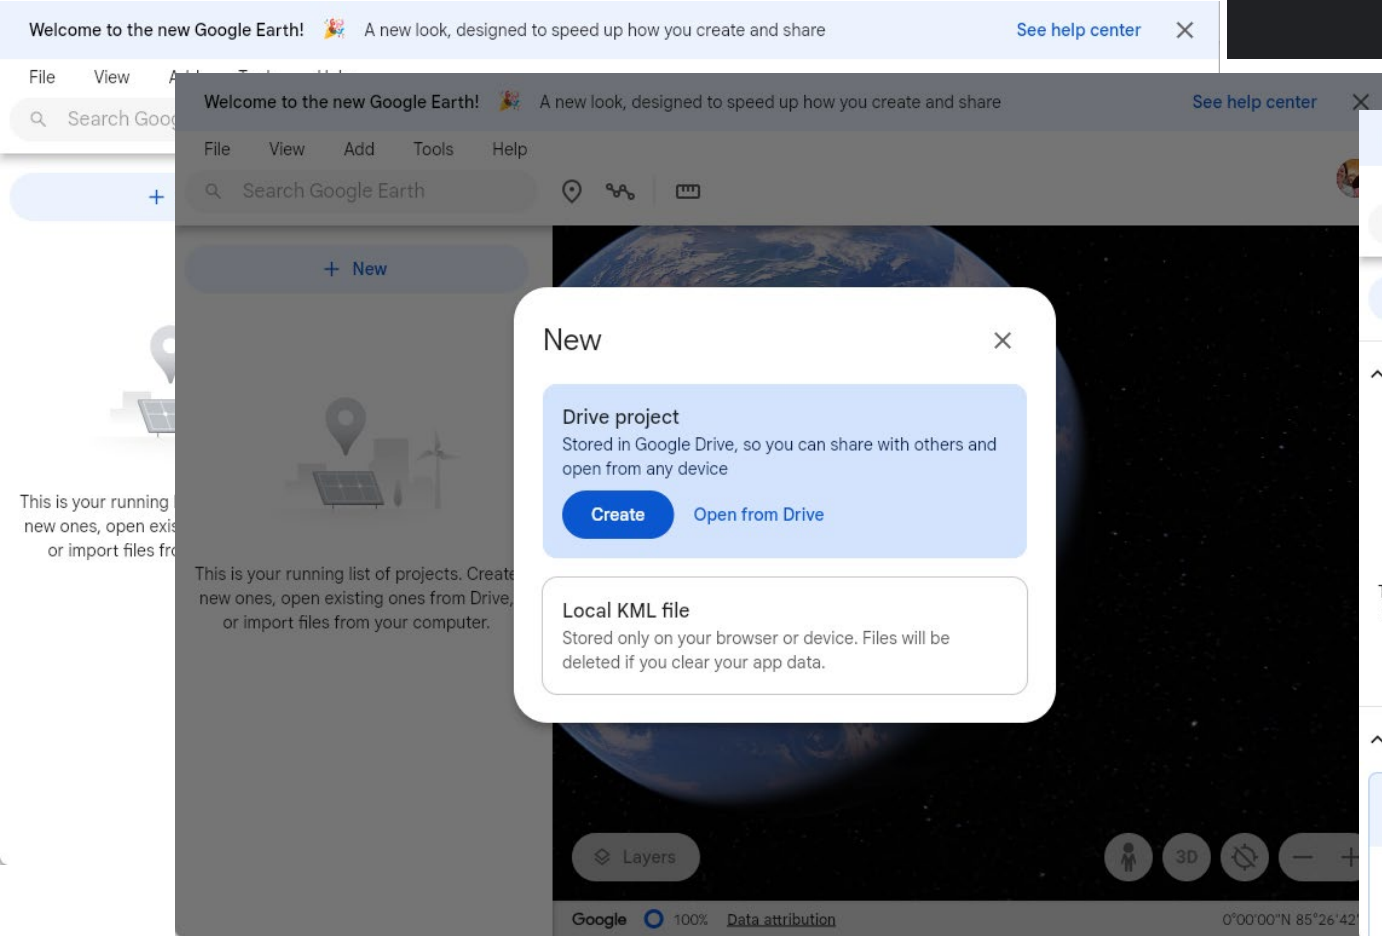 Welcome to the new Google Earth! 🎉 A new look, designed to speed up how you create and share See help center
File View
Search Goog
+
This is your running
new ones, open exis
or import files fr
Welcome to the new Google Earth! 🎉 A new look, designed to speed up how you create and share See help center
File View Add Tools Help
Search Google Earth
+ New
This is your running list of projects. Create
new ones, open existing ones from Drive,
or import files from your computer.
New
Drive project
Stored in Google Drive, so you can share with others and
open from any device
Create Open from Drive
Local KML file
Stored only on your browser or device. Files will be
deleted if you clear your app data.
Layers 3D
Google 100% Data attribution 0°00'00"N 85°26'42"